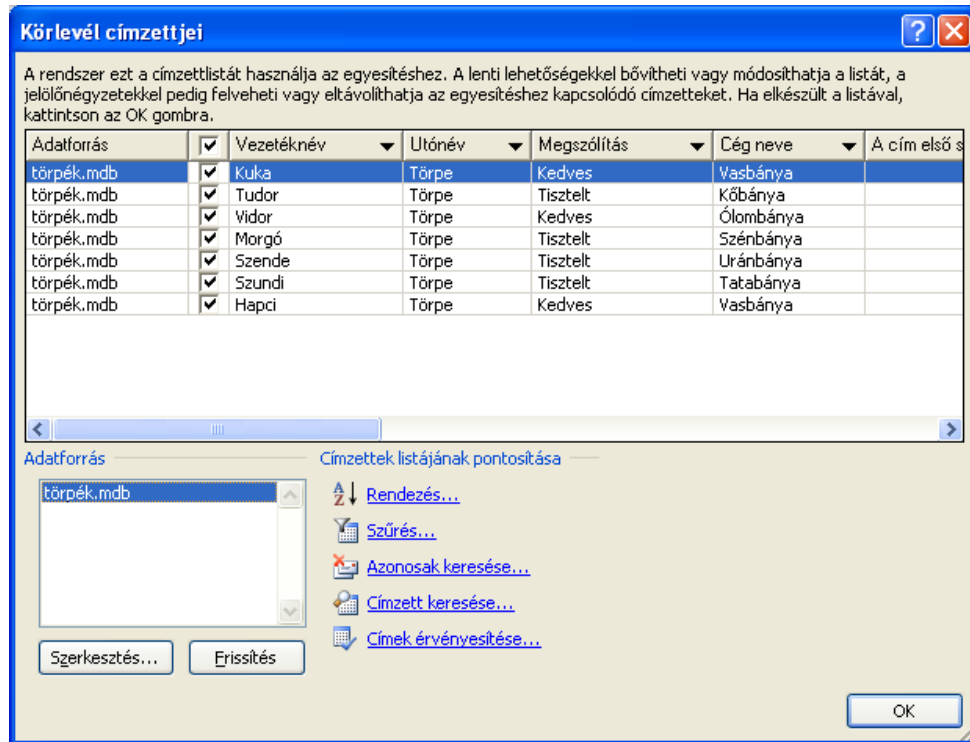 Körlevél címzettjei
A rendszer ezt a címzettlistát használja az egyesítéshez. A lenti lehetőségekkel bővítheti vagy módosíthatja a listát, a
jelölőnégyzetekkel pedig felveheti vagy eltávolíthatja az egyesítéshez kapcsolódó címzetteket. Ha elkészült a listával,
kattintson az OK gombra.
Adatforrás Vezetéknév Utónév Megszólítás Cég neve A cím első s
törpék.mdb Kuka Törpe Kedves Vasbánya
törpék.mdb Tudor Törpe Tisztelt Kőbánya
törpék.mdb Vidor Törpe Kedves Ólombánya
törpék.mdb Morgó Törpe Tisztelt Szénbánya
törpék.mdb Szende Törpe Tisztelt Uránbánya
törpék.mdb Szundi Törpe Tisztelt Tatabánya
törpék.mdb Hapci Törpe Kedves Vasbánya
Adatforrás
törpék.mdb
Szerkesztés... Frissítés
Címzettek listájának pontosítása
Rendezés...
Szűrés...
Azonosak keresése...
Címzett keresése...
Címek érvényesítése...
OK